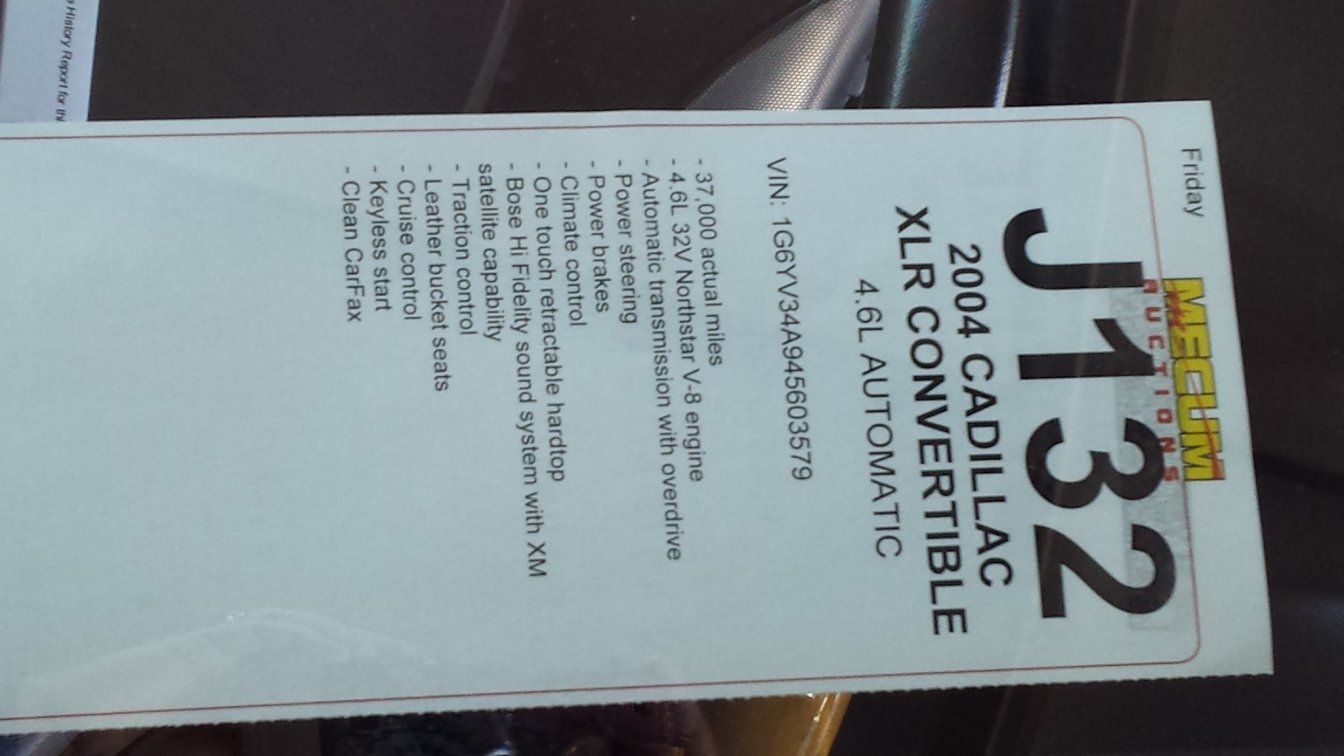 Friday
MECUM
AUCTIONS
J132
2004 CADILLAC
XLR CONVERTIBLE
4.6L AUTOMATIC
VIN: 1G6YV34A945603579
- 37,000 actual miles
- 4.6L 32V Northstar V-8 engine
- Automatic transmission with overdrive
- Power steering
- Power brakes
- Climate control
- One touch retractable hardtop
- Bose Hi Fidelity sound system with XM
satellite capability
- Traction control
- Leather bucket seats
- Cruise control
- Keyless start
- Clean CarFax
History Report for